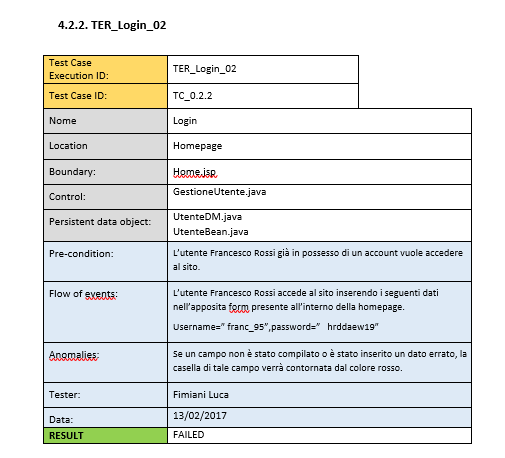 4.2.2. TER_Login_02
Test Case
Execution ID:
TER_Login_02
Test Case ID:
TC_0.2.2
Nome
Login
Location
Homepage
Boundary:
Home.jsp
Control:
GestioneUtente.java
Persistent data object:
UtenteDM.java
UtenteBean.java
Pre-condition:
L'utente Francesco Rossi già in possesso di un account vuole accedere
al sito.
Flow of events:
L'utente Francesco Rossi accede al sito inserendo i seguenti dati
nell'apposita form presente all'interno della homepage.
Username=" franc_95",password=" hrddaew19"
Anomalies:
Se un campo non è stato compilato o è stato inserito un dato errato, la
casella di tale campo verrà contornata dal colore rosso.
Tester:
Fimiani Luca
Data:
13/02/2017
RESULT
FAILED